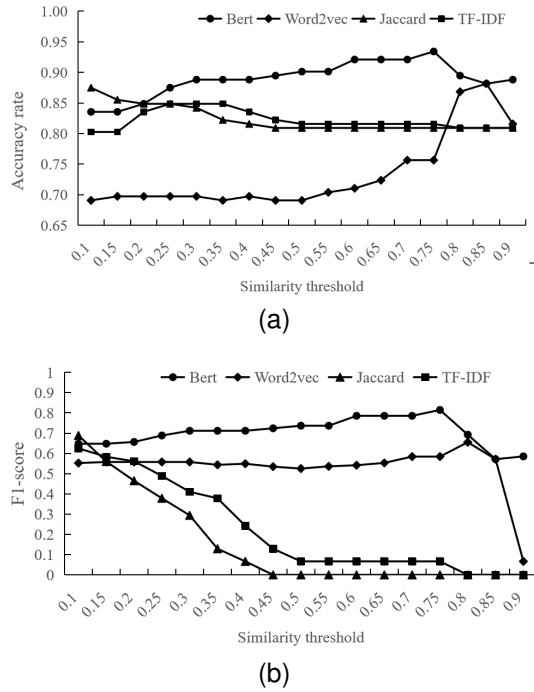 1.00
Bert Word2vec Jaccard TF-IDF
0.95
0.90
0.85
0.80
0.75
0.70
0.65
Accuracy rate
0.1 0.15 0.2 0.25 0.3 0.35 0.4 0.45 0.5 0.55 0.6 0.65 0.7 0.75 0.8 0.85 0.9
Similarity threshold
(a)
1
Bert Word2vec Jaccard TF-IDF
0.9
0.8
0.7
0.6
0.5
0.4
0.3
0.2
0.1
0
F1-score
0.1 0.15 0.2 0.25 0.3 0.35 0.4 0.45 0.5 0.55 0.6 0.65 0.7 0.75 0.8 0.85 0.9
Similarity threshold
(b)